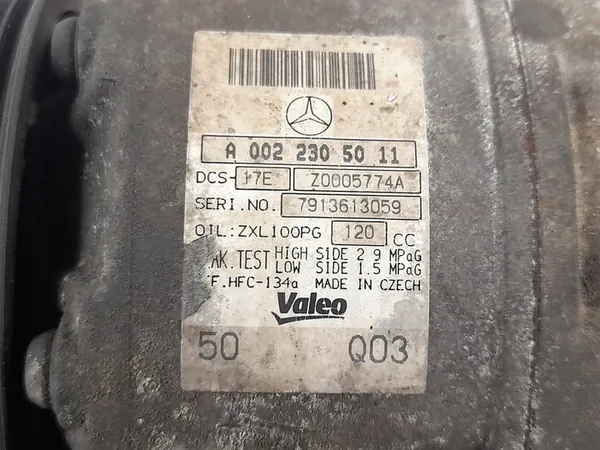 A 002 230 50 11
DCS-17E Z0005774A
SERI.NO. 7913613059
OIL:ZXL100PG 120 CC
AK.TEST HIGH SIDE 2.9 MPaG
LOW SIDE 1.5 MPaG
F.HFC-134a MADE IN CZECH
Valeo
50 Q03